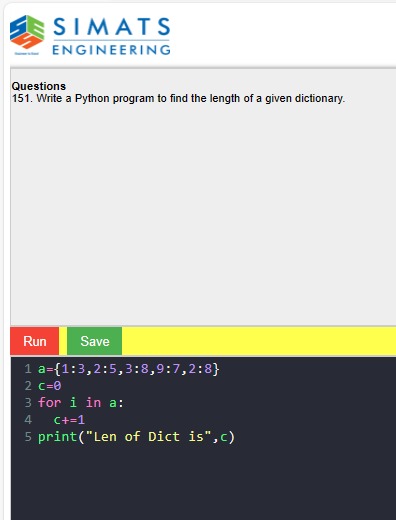 SIMATS
ENGINEERING
Questions
151. Write a Python program to find the length of a given dictionary.
Run
Save
1 a={1:3,2:5,3:8,9:7,2:8}
2 c=0
3 for i in a:
4   c+=1
5 print("Len of Dict is",c)